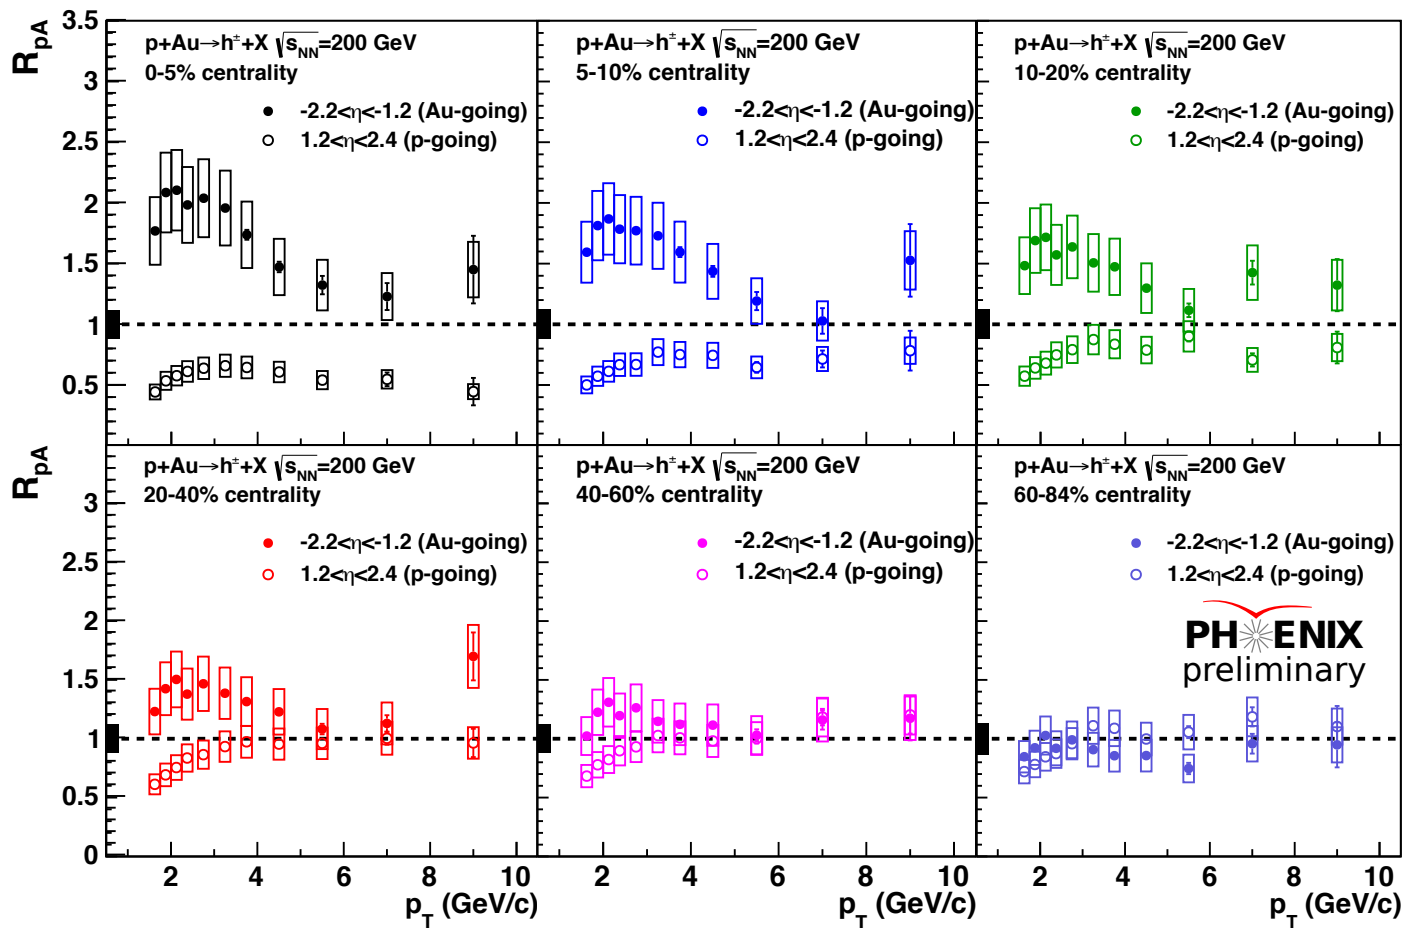 R_pA
3.5
3
2.5
2
1.5
1
0.5
p+Au→h±+X √s_NN=200 GeV
0-5% centrality
-2.2<η<-1.2 (Au-going)
1.2<η<2.4 (p-going)
p+Au→h±+X √s_NN=200 GeV
5-10% centrality
-2.2<η<-1.2 (Au-going)
1.2<η<2.4 (p-going)
p+Au→h±+X √s_NN=200 GeV
10-20% centrality
-2.2<η<-1.2 (Au-going)
1.2<η<2.4 (p-going)
R_pA
3
2.5
2
1.5
1
0.5
0
p+Au→h±+X √s_NN=200 GeV
20-40% centrality
-2.2<η<-1.2 (Au-going)
1.2<η<2.4 (p-going)
p+Au→h±+X √s_NN=200 GeV
40-60% centrality
-2.2<η<-1.2 (Au-going)
1.2<η<2.4 (p-going)
p+Au→h±+X √s_NN=200 GeV
60-84% centrality
-2.2<η<-1.2 (Au-going)
1.2<η<2.4 (p-going)
PHENIX
preliminary
2 4 6 8 10
p_T (GeV/c)
2 4 6 8 10
p_T (GeV/c)
2 4 6 8 10
p_T (GeV/c)